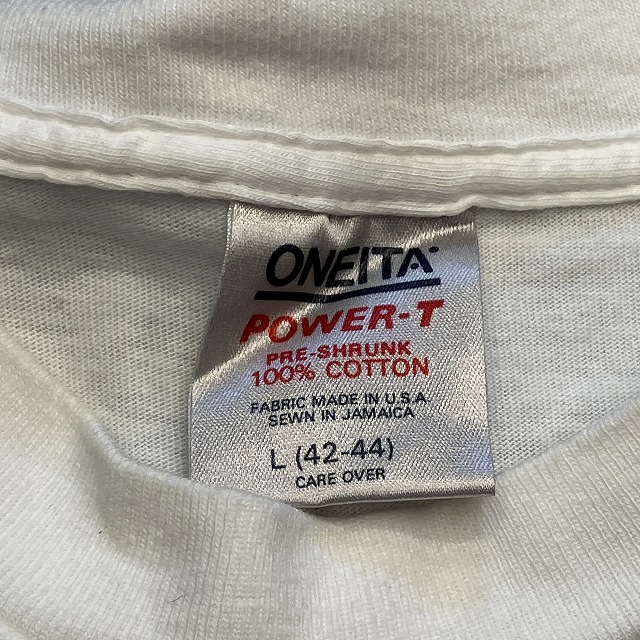 ONEITA
POWER-T
PRE-SHRUNK
100% COTTON
FABRIC MADE IN U.S.A.
SEWN IN JAMAICA
L (42-44)
CARE OVER